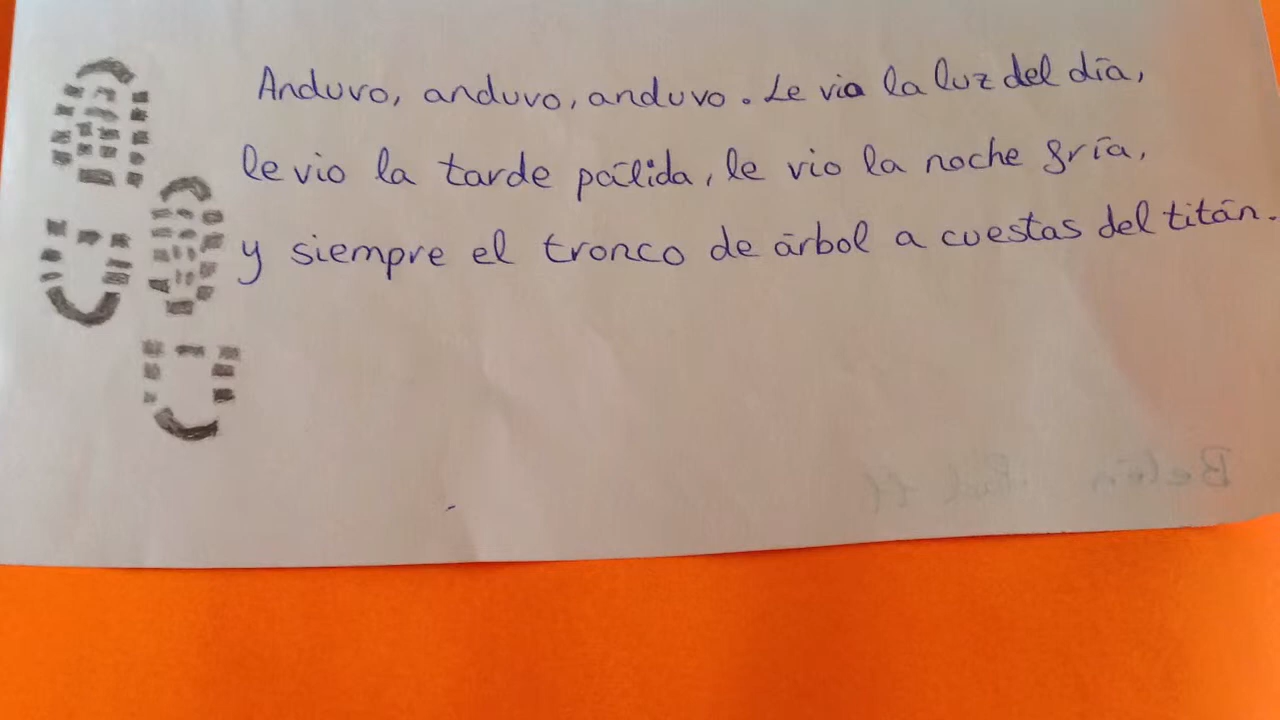 Anduvo, anduvo, anduvo. Le vio la luz del día,
le vio la tarde pálida, le vio la noche fría,
y siempre el tronco de árbol a cuestas del titán.